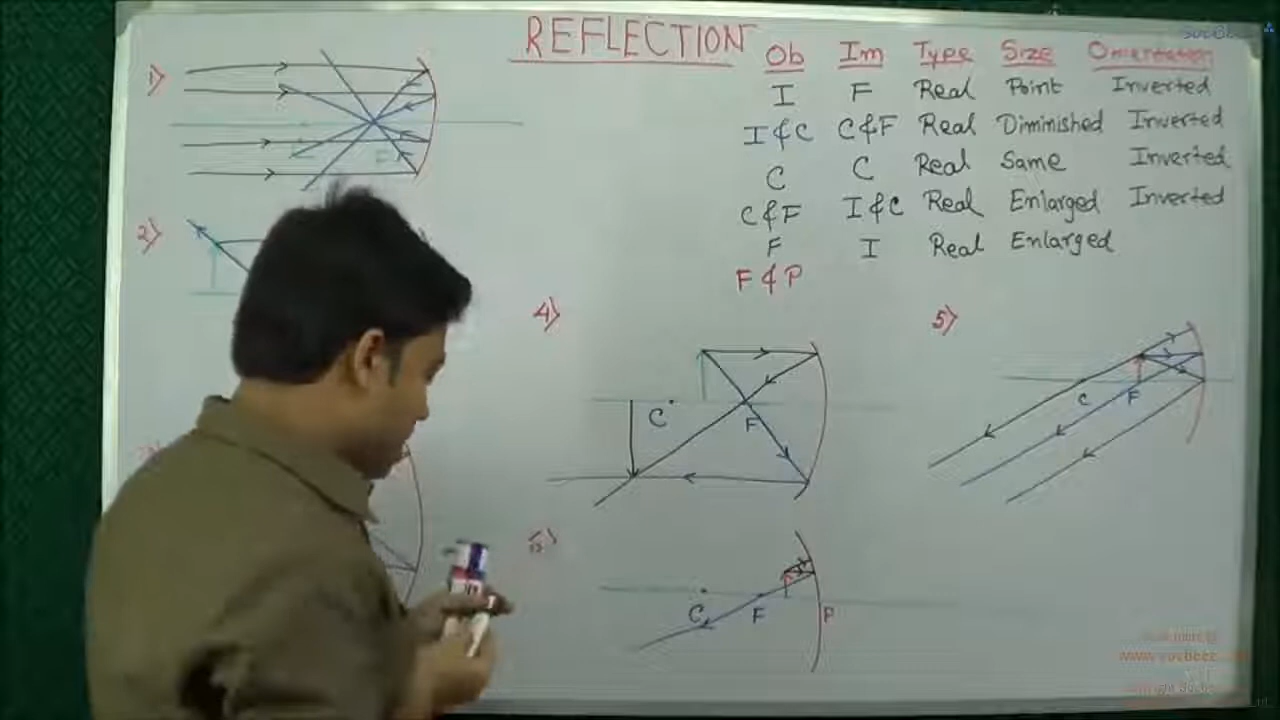 REFLECTION
Ob Im Type Size Orientation
I F Real Point Inverted
I & C C & F Real Diminished Inverted
C C Real Same Inverted
C & F I & C Real Enlarged Inverted
F I Real Enlarged
F & P
1)
F
2)
4)
C F
5)
C F
C F P